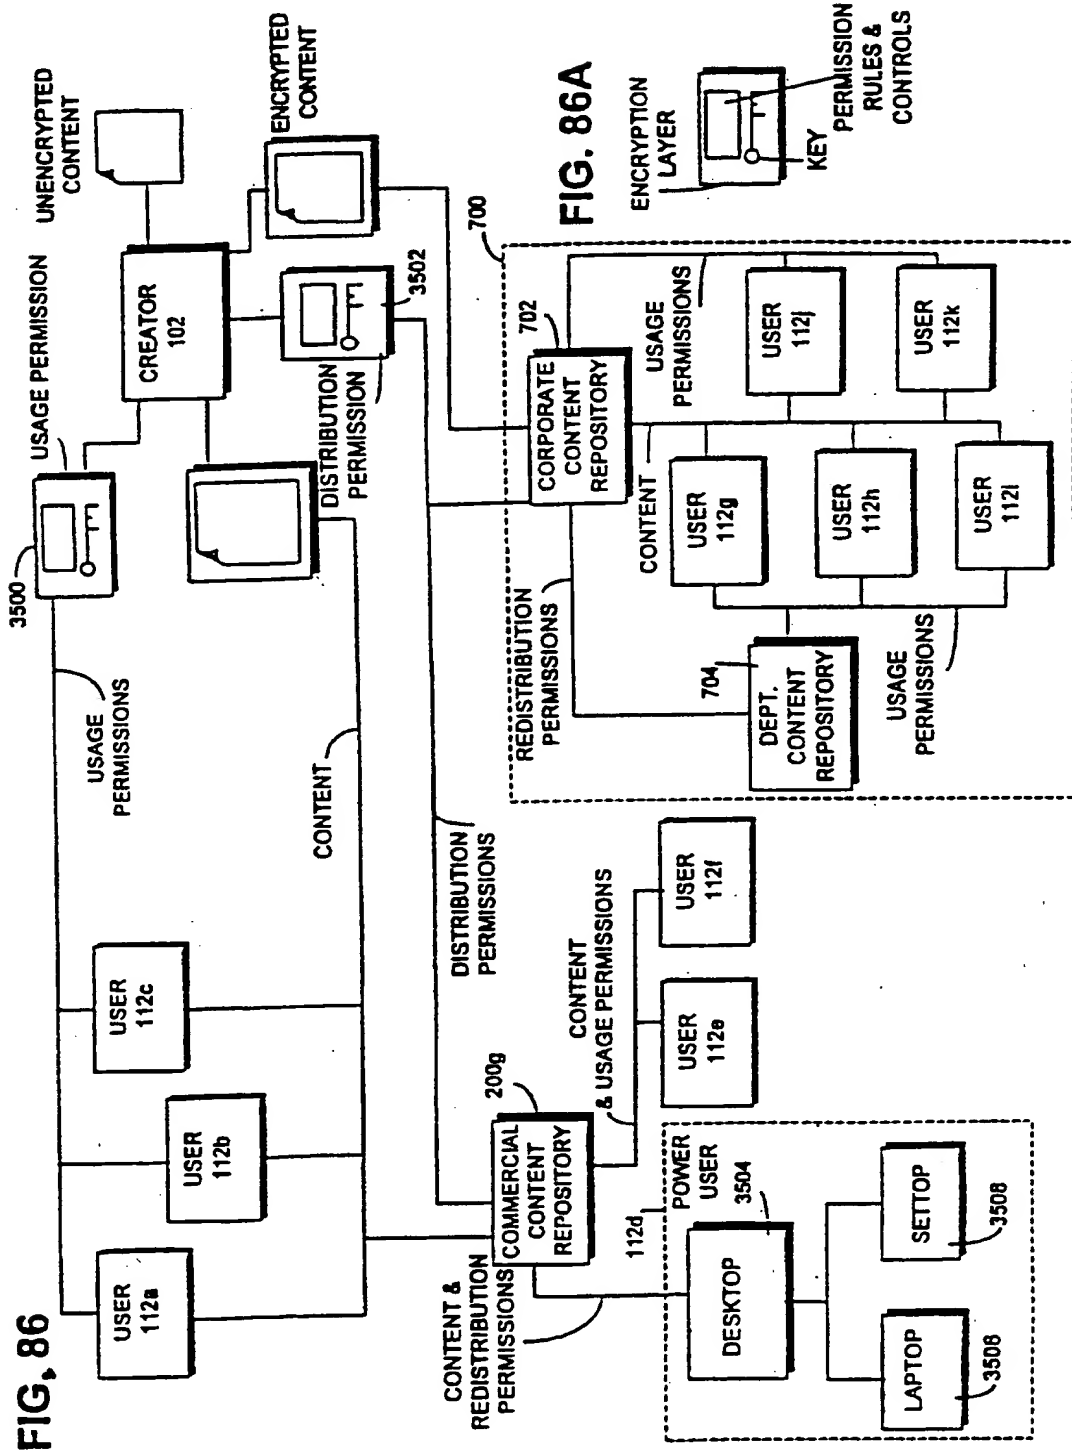 FIG. 86
UNENCRYPTED
CONTENT
USAGE PERMISSION
3500
CREATOR
102
ENCRYPTED
CONTENT
3502
DISTRIBUTION
PERMISSION
USAGE
PERMISSIONS
CONTENT
USER
112a
USER
112b
USER
112c
DISTRIBUTION
PERMISSIONS
COMMERCIAL
CONTENT
REPOSITORY
200g
CONTENT &
REDISTRIBUTION
PERMISSIONS
CONTENT
& USAGE PERMISSIONS
USER
112e
USER
112f
112d
POWER
USER
3504
DESKTOP
LAPTOP
3508
SETTOP
3508
700
CORPORATE
CONTENT
REPOSITORY
702
REDISTRIBUTION
PERMISSIONS
DEPT.
CONTENT
REPOSITORY
704
CONTENT
USAGE
PERMISSIONS
USER
112g
USER
112h
USER
112i
USER
112j
USER
112k
USAGE
PERMISSIONS
FIG. 86A
ENCRYPTION
LAYER
KEY
PERMISSION
RULES &
CONTROLS